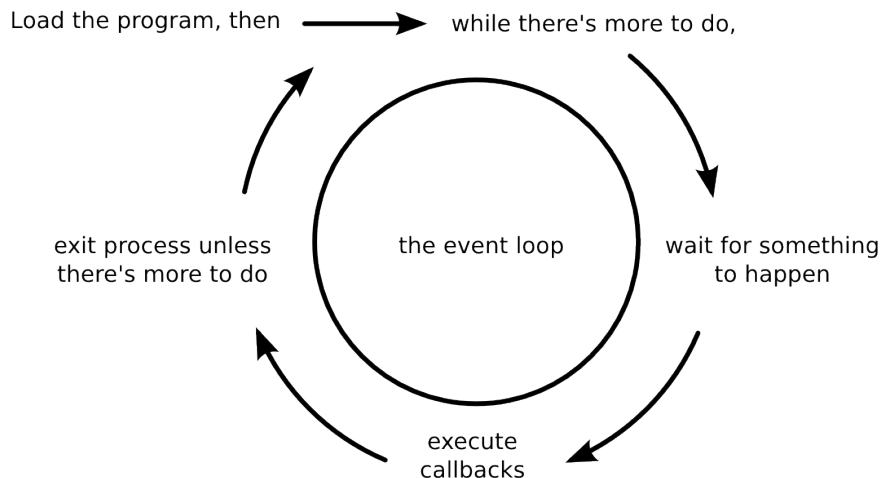 Load the program, then
while there's more to do,
wait for something
to happen
execute
callbacks
exit process unless
there's more to do
the event loop